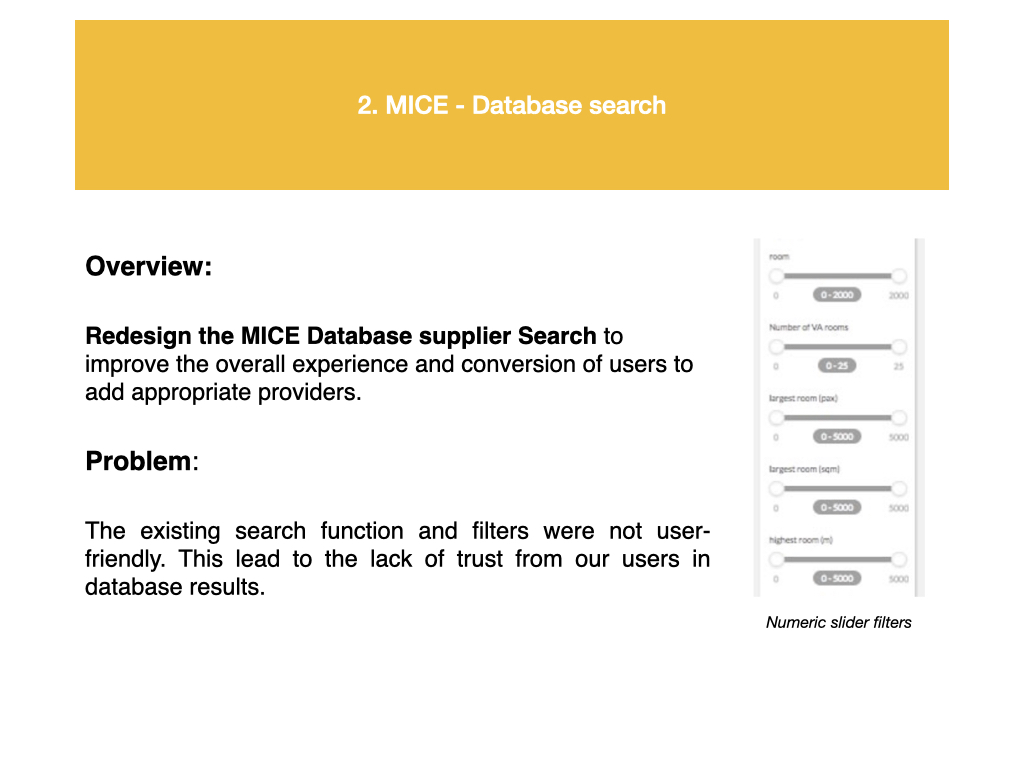 2. MICE - Database search
Overview:
Redesign the MICE Database supplier Search to
improve the overall experience and conversion of users to
add appropriate providers.
Problem:
The existing search function and filters were not user-
friendly. This lead to the lack of trust from our users in
database results.
room
0 0-2000 2000
Number of VA rooms
0 0-25 25
largest room (pax)
0 0-5000 5000
largest room (sqm)
0 0-5000 5000
highest room (m)
0 0-5000 5000
Numeric slider filters